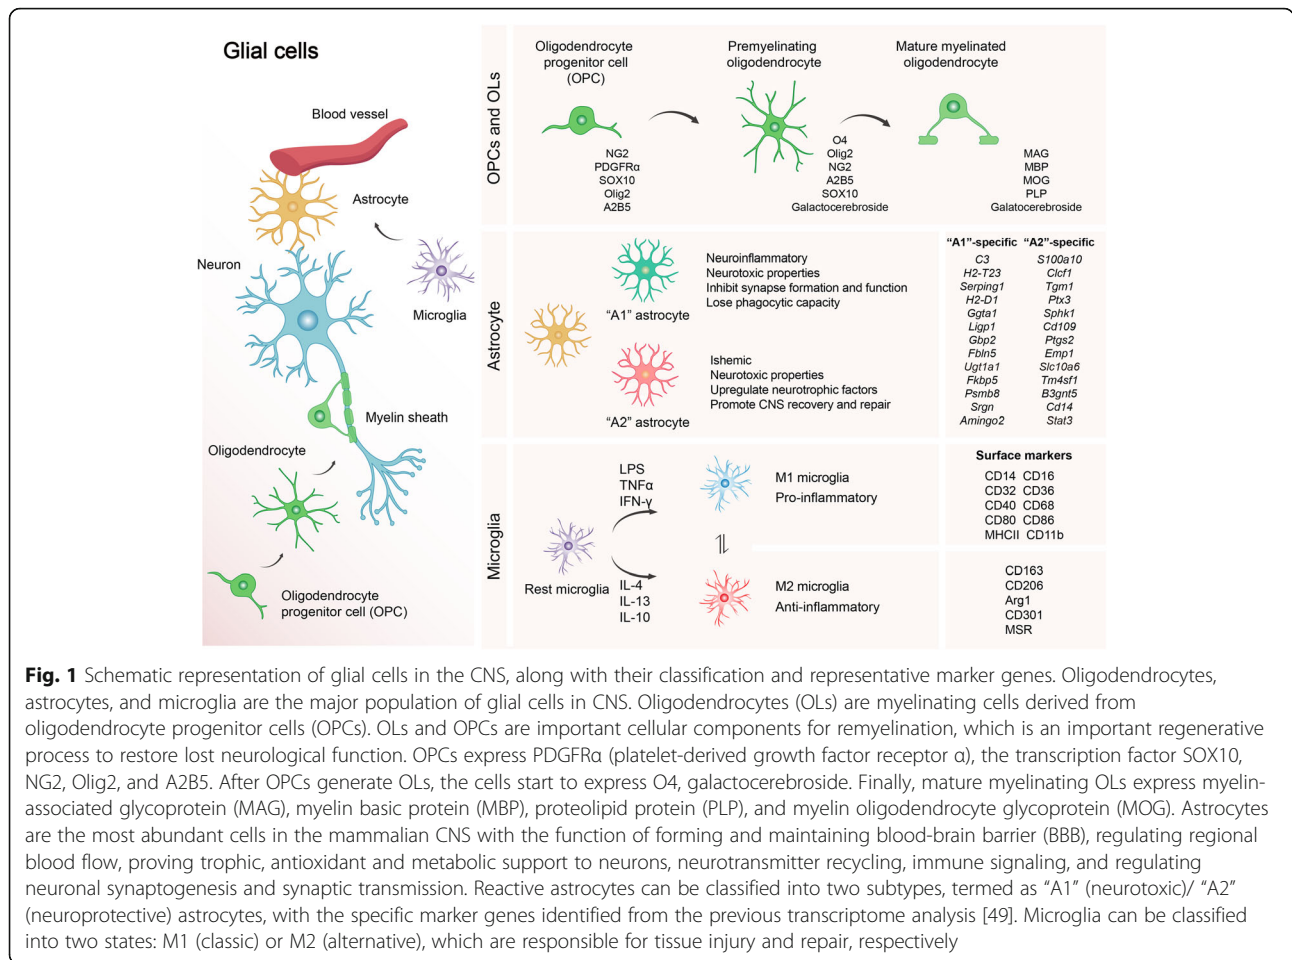 Glial cells
Blood vessel
Astrocyte
Neuron
Microglia
Myelin sheath
Oligodendrocyte
Oligodendrocyte
progenitor cell (OPC)
OPCs and OLs
Oligodendrocyte
progenitor cell
(OPC)
NG2
PDGFRα
SOX10
Olig2
A2B5
Premyelinating
oligodendrocyte
O4
Olig2
NG2
A2B5
SOX10
Galactocerebroside
Mature myelinated
oligodendrocyte
MAG
MBP
MOG
PLP
Galatocerebroside
Astrocyte
"A1" astrocyte
Neuroinflammatory
Neurotoxic properties
Inhibit synapse formation and function
Lose phagocytic capacity
"A2" astrocyte
Ishemic
Neurotoxic properties
Upregulate neurotrophic factors
Promote CNS recovery and repair
"A1"-specific "A2"-specific
C3 S100a10
H2-T23 Clcf1
Serping1 Tgm1
H2-D1 Ptx3
Ggta1 Sphk1
Ligp1 Cd109
Gbp2 Ptgs2
Fbln5 Emp1
Ugt1a1 Slc10a6
Fkbp5 Tm4sf1
Psmb8 B3gnt5
Srgn Cd14
Amingo2 Stat3
Microglia
Rest microglia
LPS
TNFα
IFN-γ
IL-4
IL-13
IL-10
M1 microglia
Pro-inflammatory
M2 microglia
Anti-inflammatory
Surface markers
CD14 CD16
CD32 CD36
CD40 CD68
CD80 CD86
MHCII CD11b
CD163
CD206
Arg1
CD301
MSR
Fig. 1 Schematic representation of glial cells in the CNS, along with their classification and representative marker genes. Oligodendrocytes,
astrocytes, and microglia are the major population of glial cells in CNS. Oligodendrocytes (OLs) are myelinating cells derived from
oligodendrocyte progenitor cells (OPCs). OLs and OPCs are important cellular components for remyelination, which is an important regenerative
process to restore lost neurological function. OPCs express PDGFRα (platelet-derived growth factor receptor α), the transcription factor SOX10,
NG2, Olig2, and A2B5. After OPCs generate OLs, the cells start to express O4, galactocerebroside. Finally, mature myelinating OLs express myelin-
associated glycoprotein (MAG), myelin basic protein (MBP), proteolipid protein (PLP), and myelin oligodendrocyte glycoprotein (MOG). Astrocytes
are the most abundant cells in the mammalian CNS with the function of forming and maintaining blood-brain barrier (BBB), regulating regional
blood flow, proving trophic, antioxidant and metabolic support to neurons, neurotransmitter recycling, immune signaling, and regulating
neuronal synaptogenesis and synaptic transmission. Reactive astrocytes can be classified into two subtypes, termed as "A1" (neurotoxic)/ "A2"
(neuroprotective) astrocytes, with the specific marker genes identified from the previous transcriptome analysis [49]. Microglia can be classified
into two states: M1 (classic) or M2 (alternative), which are responsible for tissue injury and repair, respectively